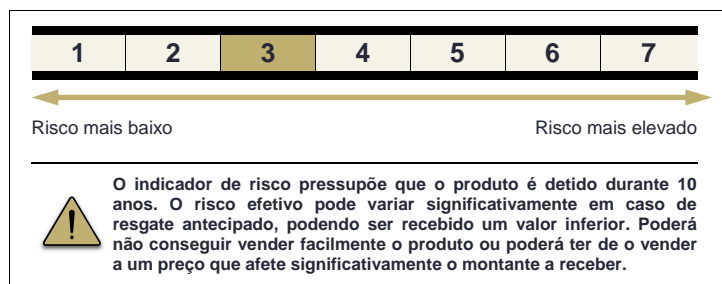 1 2 3 4 5 6 7
Risco mais baixo Risco mais elevado
O indicador de risco pressupõe que o produto é detido durante 10
anos. O risco efetivo pode variar significativamente em caso de
resgate antecipado, podendo ser recebido um valor inferior. Poderá
não conseguir vender facilmente o produto ou poderá ter de o vender
a um preço que afete significativamente o montante a receber.